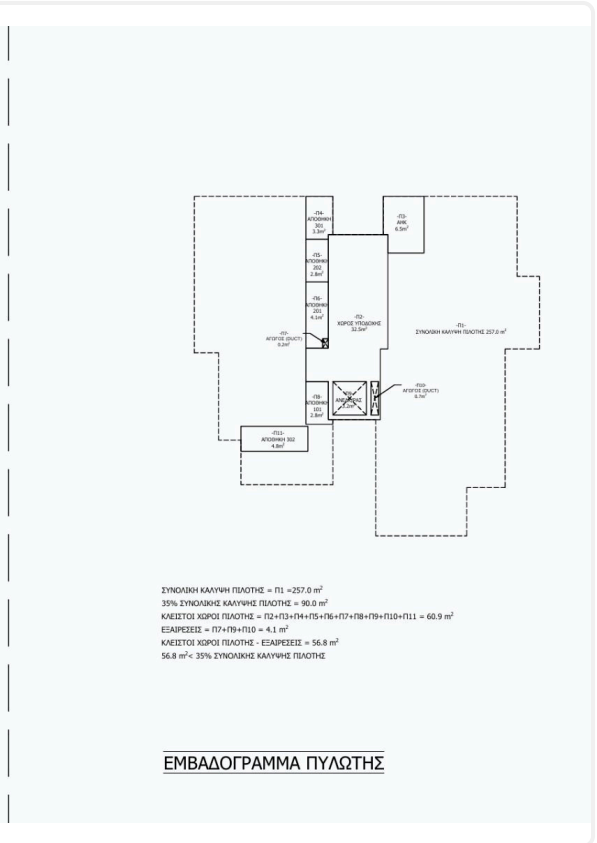 -Π4-
ΑΠΟΘΗΚΗ
301
3.3m²
-Π3-
ΑΗΚ
6.5m²
-Π5-
ΑΠΟΘΗΚΗ
202
2.8m²
-Π6-
ΑΠΟΘΗΚΗ
201
4.1m²
-Π2-
ΧΩΡΟΣ ΥΠΟΔΟΧΗΣ
32.5m²
-Π1-
ΣΥΝΟΛΙΚΗ ΚΑΛΥΨΗ ΠΙΛΟΤΗΣ 257.0 m²
-Π7-
ΑΓΩΓΟΣ (DUCT)
0.2m²
-Π8-
ΑΠΟΘΗΚΗ
101
2.8m²
-Π9-
ΑΝΕΛΚ/ΡΑΣ
-Π10-
ΑΓΩΓΟΣ (DUCT)
0.7m²
-Π11-
ΑΠΟΘΗΚΗ 302
4.8m²
ΣΥΝΟΛΙΚΗ ΚΑΛΥΨΗ ΠΙΛΟΤΗΣ = Π1 =257.0 m²
35% ΣΥΝΟΛΙΚΗΣ ΚΑΛΥΨΗΣ ΠΙΛΟΤΗΣ = 90.0 m²
ΚΛΕΙΣΤΟΙ ΧΩΡΟΙ ΠΙΛΟΤΗΣ = Π2+Π3+Π4+Π5+Π6+Π7+Π8+Π9+Π10+Π11 = 60.9 m²
ΕΞΑΙΡΕΣΕΙΣ = Π7+Π9+Π10 = 4.1 m²
ΚΛΕΙΣΤΟΙ ΧΩΡΟΙ ΠΙΛΟΤΗΣ - ΕΞΑΙΡΕΣΕΙΣ = 56.8 m²
56.8 m²< 35% ΣΥΝΟΛΙΚΗΣ ΚΑΛΥΨΗΣ ΠΙΛΟΤΗΣ
ΕΜΒΑΔΟΓΡΑΜΜΑ ΠΥΛΩΤΗΣ